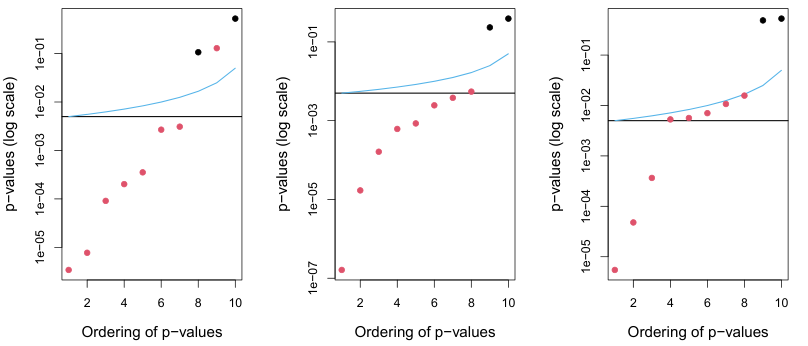 p−values (log scale)
1e−05 1e−04 1e−03 1e−02 1e−01
2 4 6 8 10
Ordering of p−values
p−values (log scale)
1e−07 1e−05 1e−03 1e−01
2 4 6 8 10
Ordering of p−values
p−values (log scale)
1e−05 1e−04 1e−03 1e−02 1e−01
2 4 6 8 10
Ordering of p−values